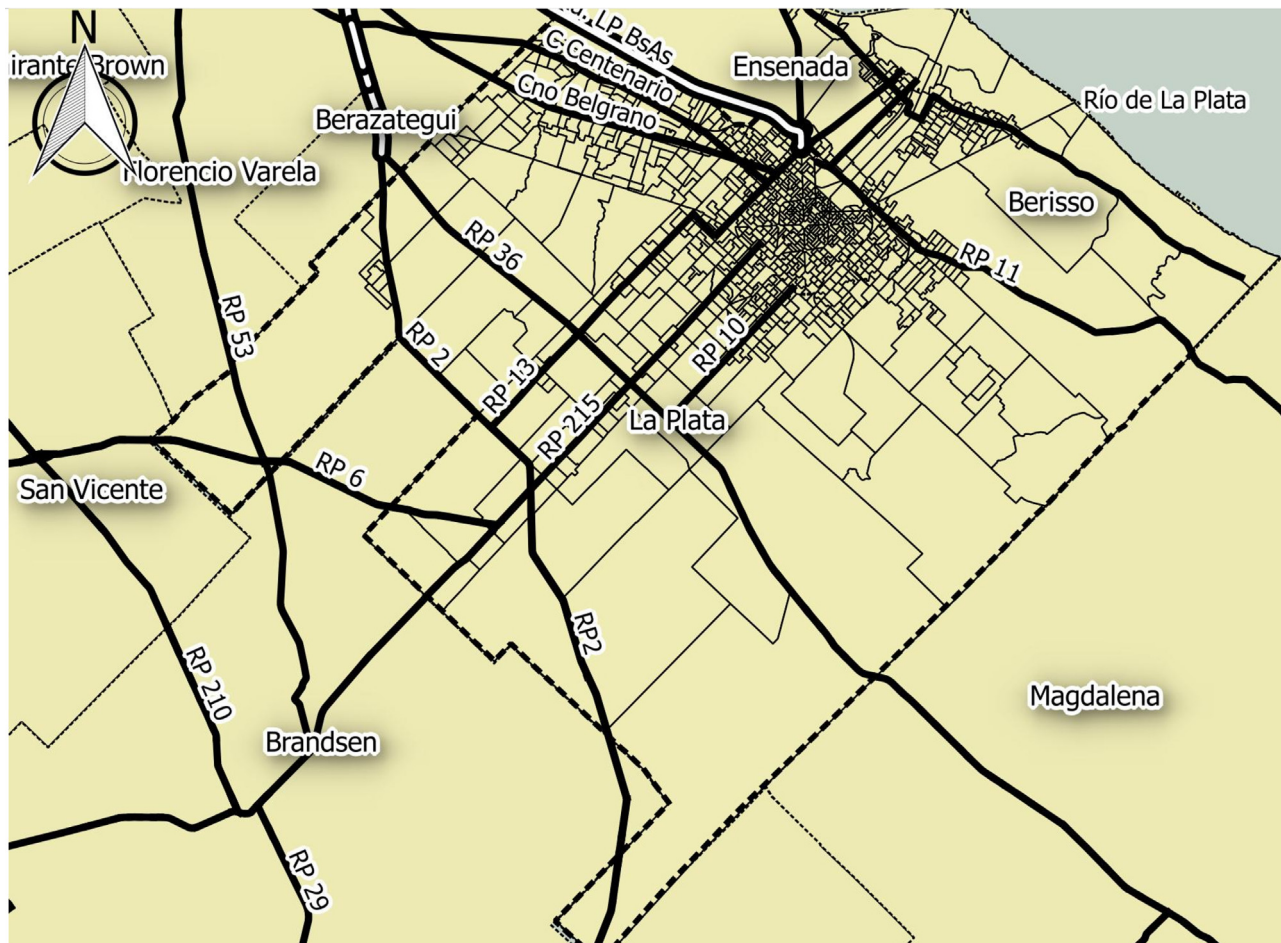 N
LP BsAs
Ensenada
C Centenario
Brown
Río de La Plata
Cno Belgrano
Berazategui
Florencio Varela
Berisso
RP 36
RP 11
RP 53
RP 2
RP 10
RP 13
RP 215
La Plata
RP 6
San Vicente
RP2
RP 210
Magdalena
Brandsen
RP 29